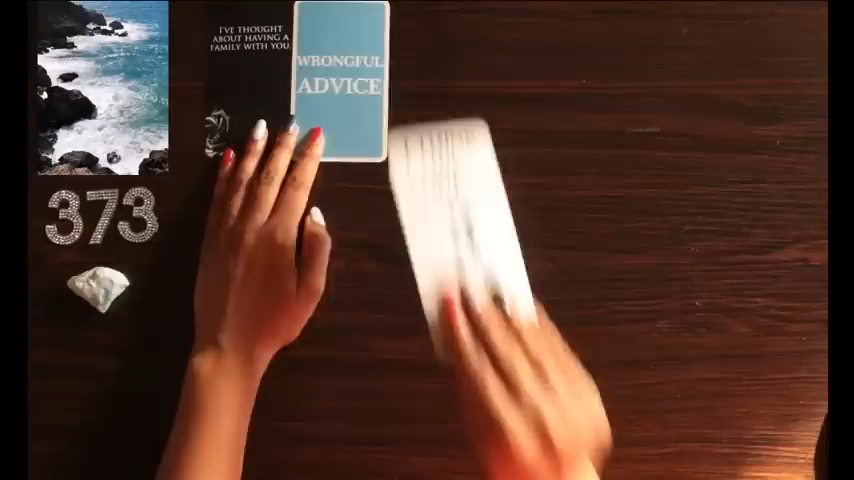 I'VE THOUGHT
ABOUT HAVING A
FAMILY WITH YOU.
WRONGFUL
ADVICE
373